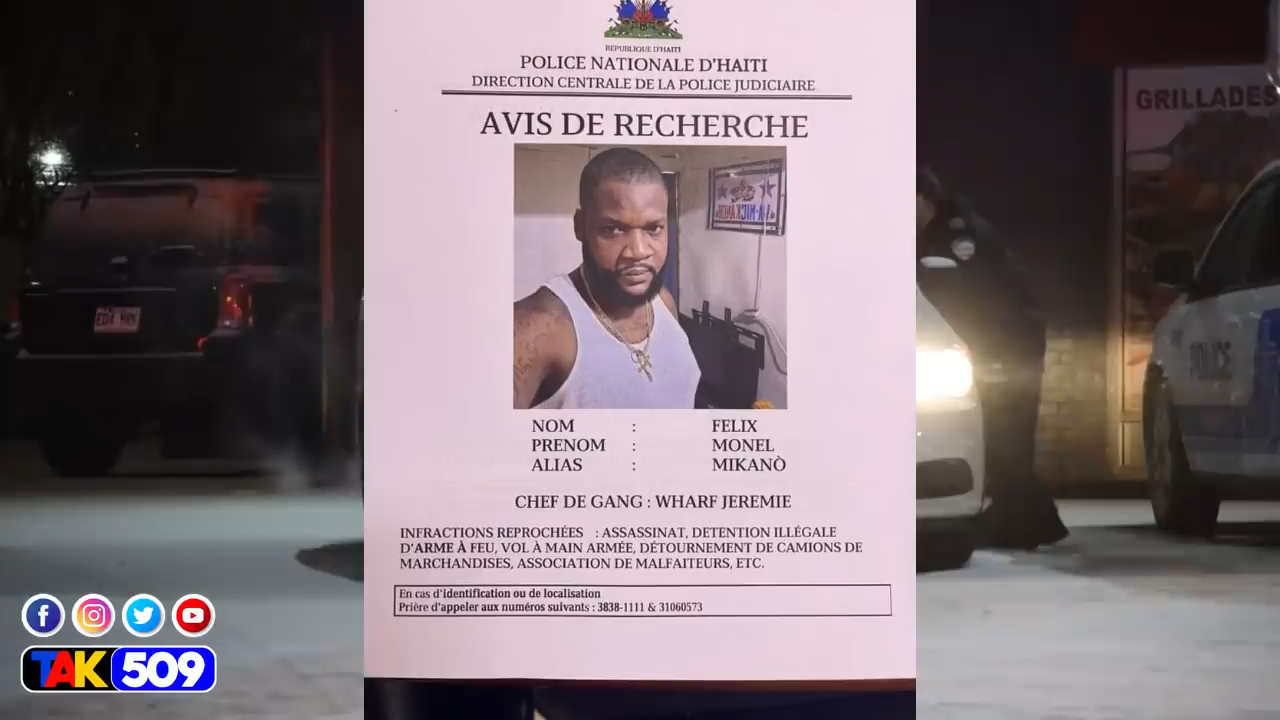 REPUBLIQUE D'HAITI
POLICE NATIONALE D'HAITI
DIRECTION CENTRALE DE LA POLICE JUDICIAIRE
AVIS DE RECHERCHE
NOM : FELIX
PRENOM : MONEL
ALIAS : MIKANÒ
CHEF DE GANG : WHARF JEREMIE
INFRACTIONS REPROCHÉES : ASSASSINAT, DETENTION ILLÉGALE
D'ARME À FEU, VOL À MAIN ARMÉE, DÉTOURNEMENT DE CAMIONS DE
MARCHANDISES, ASSOCIATION DE MALFAITEURS, ETC.
En cas d'identification ou de localisation
Prière d'appeler aux numéros suivants : 3838-1111 & 31060573
GRILLADES
POLICE
TAK 509